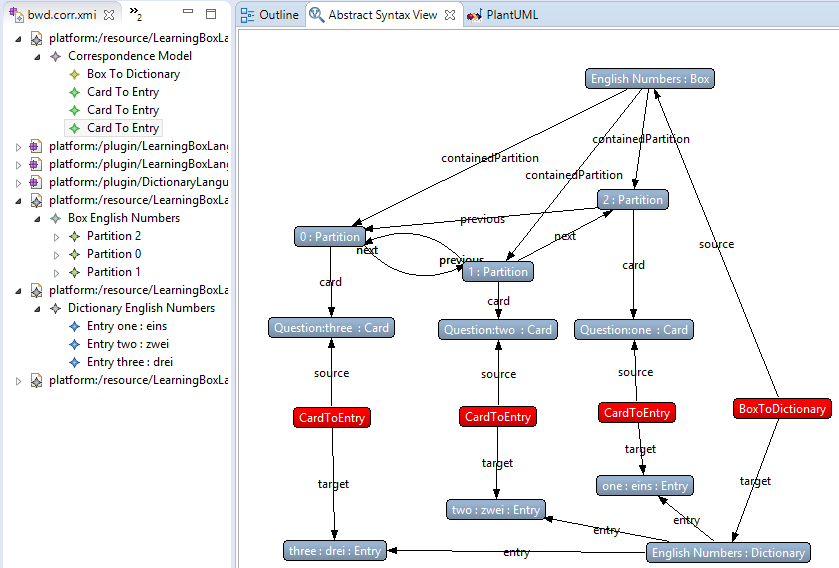 bwd.corr.xmi
2
Outline
Abstract Syntax View
PlantUML
platform:/resource/LearningBoxLa
Correspondence Model
Box To Dictionary
Card To Entry
Card To Entry
Card To Entry
platform:/plugin/LearningBoxLang
platform:/plugin/LearningBoxLang
platform:/plugin/DictionaryLangu
platform:/resource/LearningBoxLa
Box English Numbers
Partition 2
Partition 0
Partition 1
platform:/resource/LearningBoxLa
Dictionary English Numbers
Entry one : eins
Entry two : zwei
Entry three : drei
platform:/resource/LearningBoxLa
English Numbers : Box
containedPartition
containedPartition
containedPartition
2 : Partition
previous
0 : Partition
next
source
next
previous
1 : Partition
card
card
card
Question:three : Card
Question:two : Card
Question:one : Card
source
source
source
CardToEntry
CardToEntry
CardToEntry
BoxToDictionary
target
target
target
target
one : eins : Entry
two : zwei : Entry
entry
entry
three : drei : Entry
entry
English Numbers : Dictionary